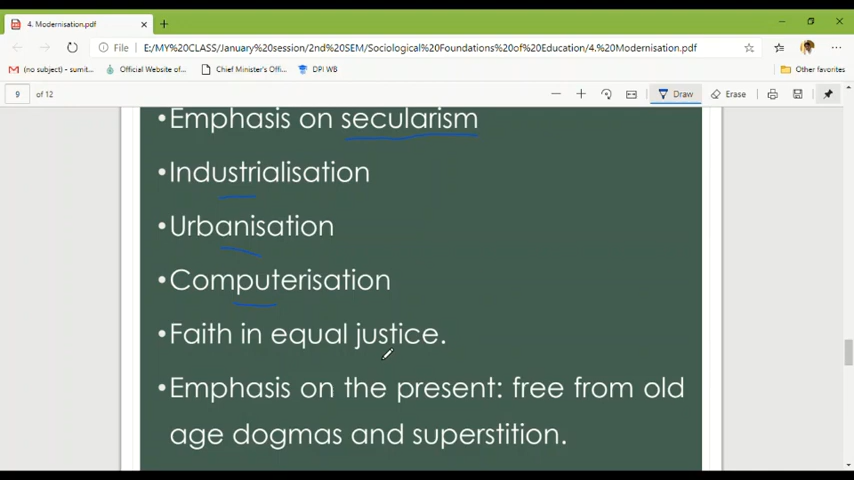 4. Modernisation.pdf
File
E:/MY%20CLASS/January%20session/2nd%20SEM/Sociological%20Foundations%20of%20Education/4.%20Modernisation.pdf
(no subject) - sumit...
Official Website of...
Chief Minister's Offi...
DPI WB
Other favorites
9 of 12
Draw
Erase
•Emphasis on secularism
•Industrialisation
•Urbanisation
•Computerisation
•Faith in equal justice.
•Emphasis on the present: free from old
age dogmas and superstition.